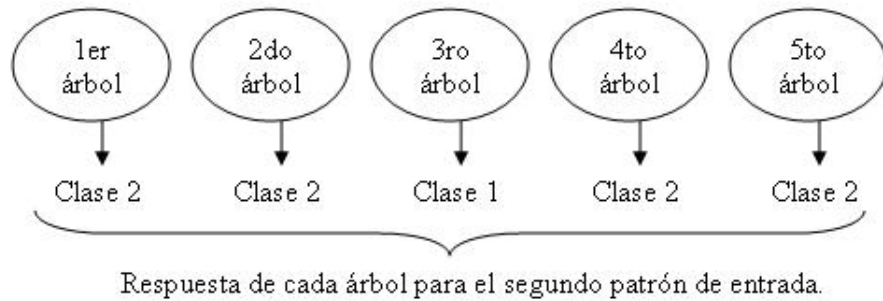 1er árbol
2do árbol
3ro árbol
4to árbol
5to árbol
Clase 2
Clase 2
Clase 1
Clase 2
Clase 2
Respuesta de cada árbol para el segundo patrón de entrada.